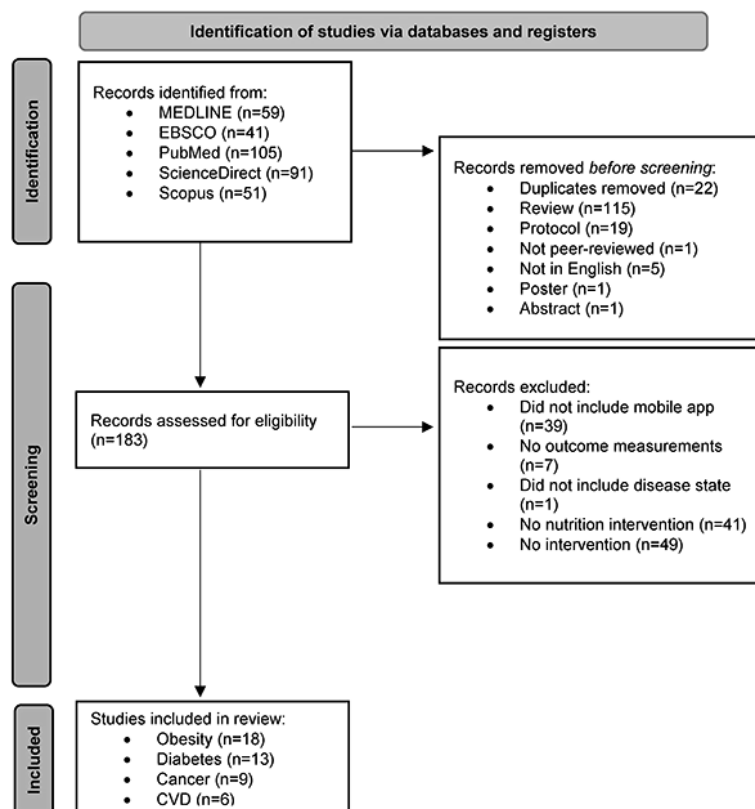 Identification of studies via databases and registers
Identification
Records identified from:
• MEDLINE (n=59)
• EBSCO (n=41)
• PubMed (n=105)
• ScienceDirect (n=91)
• Scopus (n=51)
Records removed before screening:
• Duplicates removed (n=22)
• Review (n=115)
• Protocol (n=19)
• Not peer-reviewed (n=1)
• Not in English (n=5)
• Poster (n=1)
• Abstract (n=1)
Screening
Records assessed for eligibility
(n=183)
Records excluded:
• Did not include mobile app
(n=39)
• No outcome measurements
(n=7)
• Did not include disease state
(n=1)
• No nutrition intervention (n=41)
• No intervention (n=49)
Included
Studies included in review:
• Obesity (n=18)
• Diabetes (n=13)
• Cancer (n=9)
• CVD (n=6)